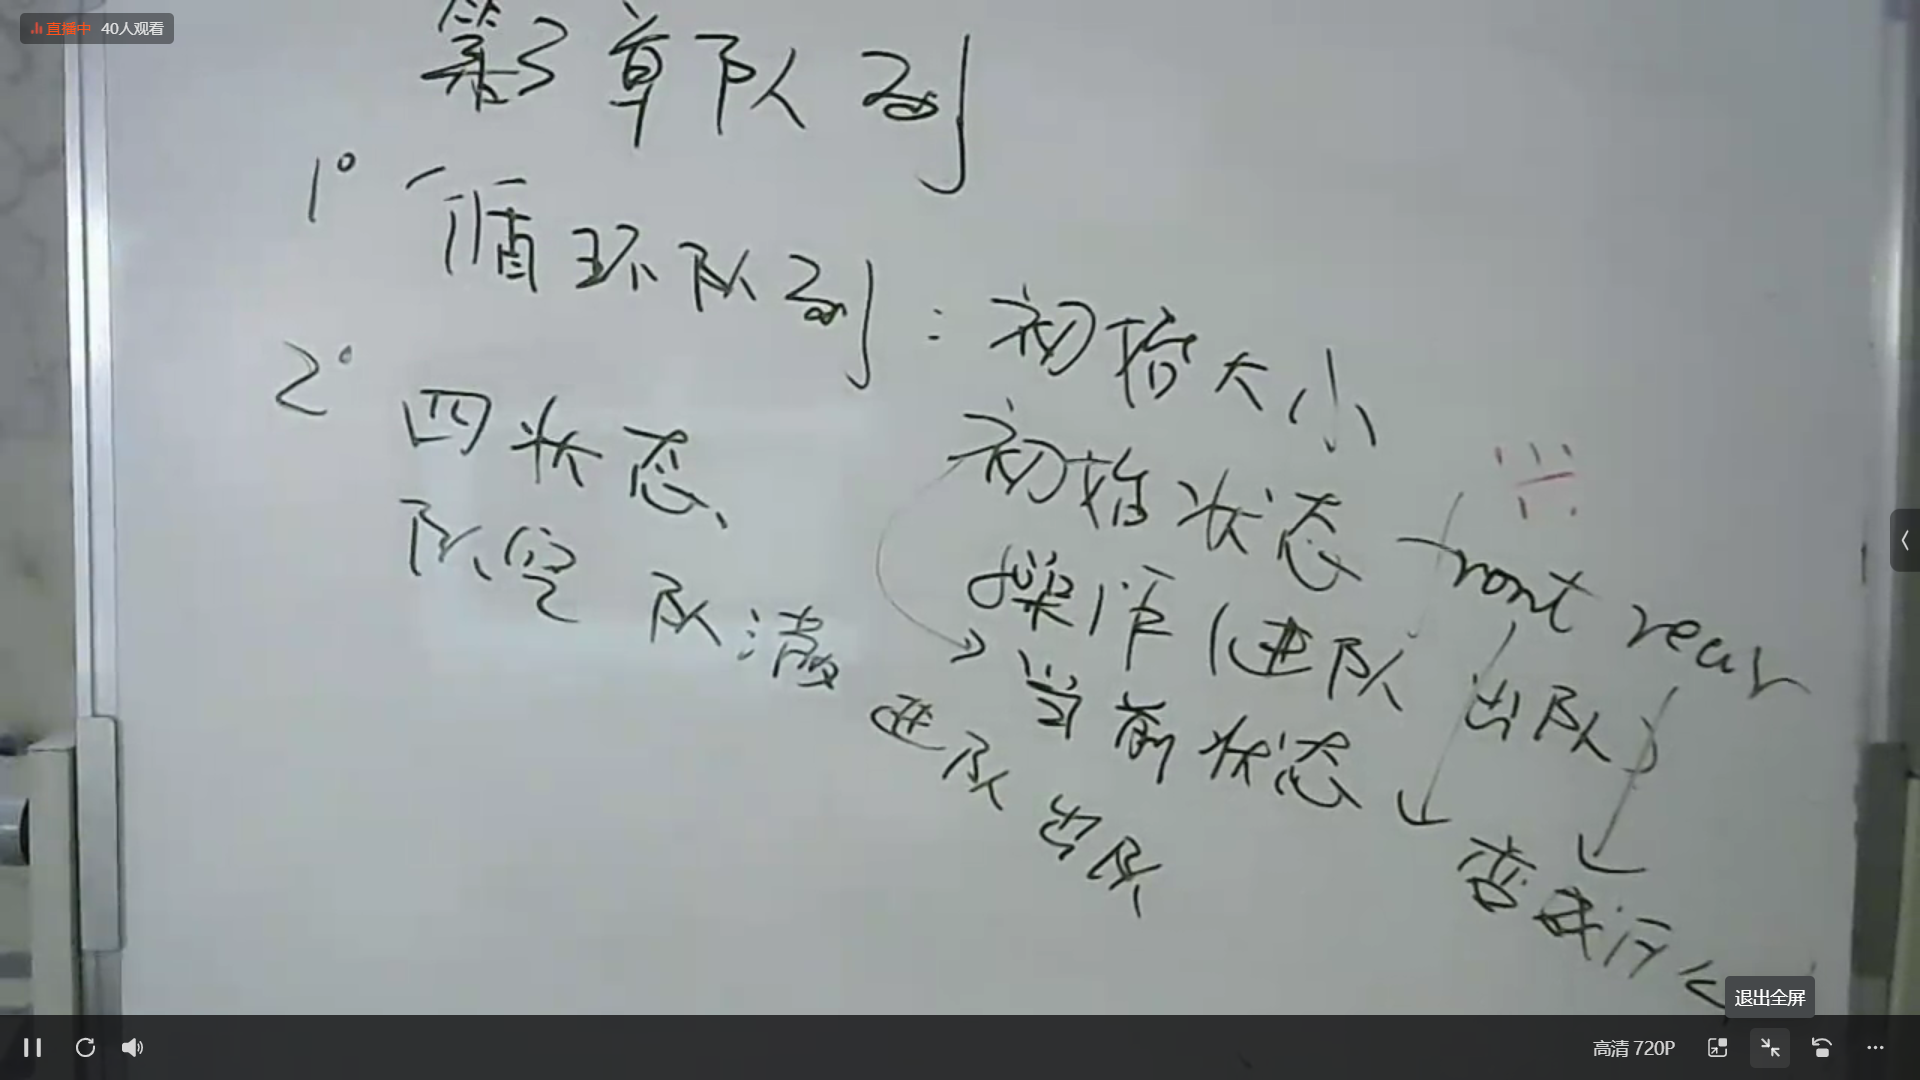 直播中 40人观看
第3章队列
1° 循环队列：初始大小
2° 四状态、 初始状态 front rear
队空 队满 进队 出队
操作(进队 出队)
当前状态
退出全屏
高清 720P